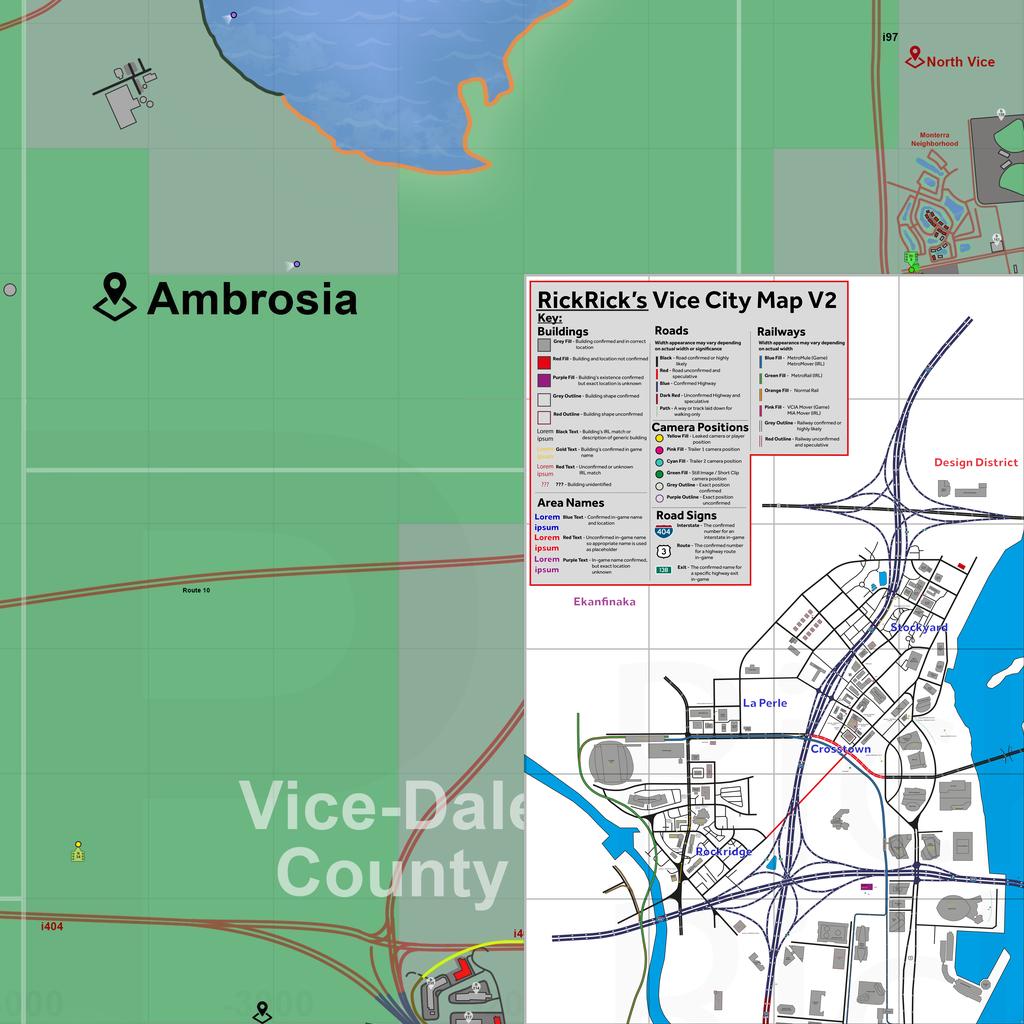 i97
North Vice
Monterra
Neighborhood
Ambrosia
RickRick's Vice City Map V2
Key:
Buildings
Grey Fill - Building confirmed and in correct
location
Red Fill - Building and location not confirmed
Purple Fill - Building's existence confirmed
but exact location is unknown
Grey Outline - Building shape confirmed
Red Outline - Building shape unconfirmed
Lorem
ipsum
Black Text - Building's IRL match or
description of generic building
Lorem
ipsum
Gold Text - Building's confirmed in game
name
Lorem
ipsum
Red Text - Unconfirmed or unknown
IRL match
??? ??? - Building unidentified
Area Names
Lorem
ipsum
Blue Text - Confirmed in-game name
and location
Lorem
ipsum
Red Text - Unconfirmed in-game name
so appropriate name is used
as placeholder
Lorem
ipsum
Purple Text - In-game name confirmed,
but exact location
unknown
Roads
Width appearance may vary depending
on actual width or significance
Black - Road confirmed or highly
likely
Red - Road unconfirmed and
speculative
Blue - Confirmed Highway
Dark Red - Unconfirmed Highway and
speculative
Path - A way or track laid down for
walking only
Camera Positions
Yellow Fill - Leaked camera or player
position
Pink Fill - Trailer 1 camera position
Cyan Fill - Trailer 2 camera position
Green Fill - Still Image / Short Clip
camera position
Grey Outline - Exact position
confirmed
Purple Outline - Exact position
unconfirmed
Road Signs
404
Interstate - The confirmed
number for an
interstate in-game
3
Route - The confirmed number
for a highway route
in-game
13B
Exit - The confirmed name for
a specific highway exit
in-game
Railways
Width appearance may vary depending
on actual width
Blue Fill - MetroMule (Game)
MetroMover (IRL)
Green Fill - MetroRail (IRL)
Orange Fill - Normal Rail
Pink Fill - VCIA Mover (Game)
MIA Mover (IRL)
Grey Outline - Railway confirmed or
highly likely
Red Outline - Railway unconfirmed
and speculative
Design District
Ekanfinaka
Route 10
Stockyard
La Perle
Crosstown
Vice-Dale
County
Rockridge
i404